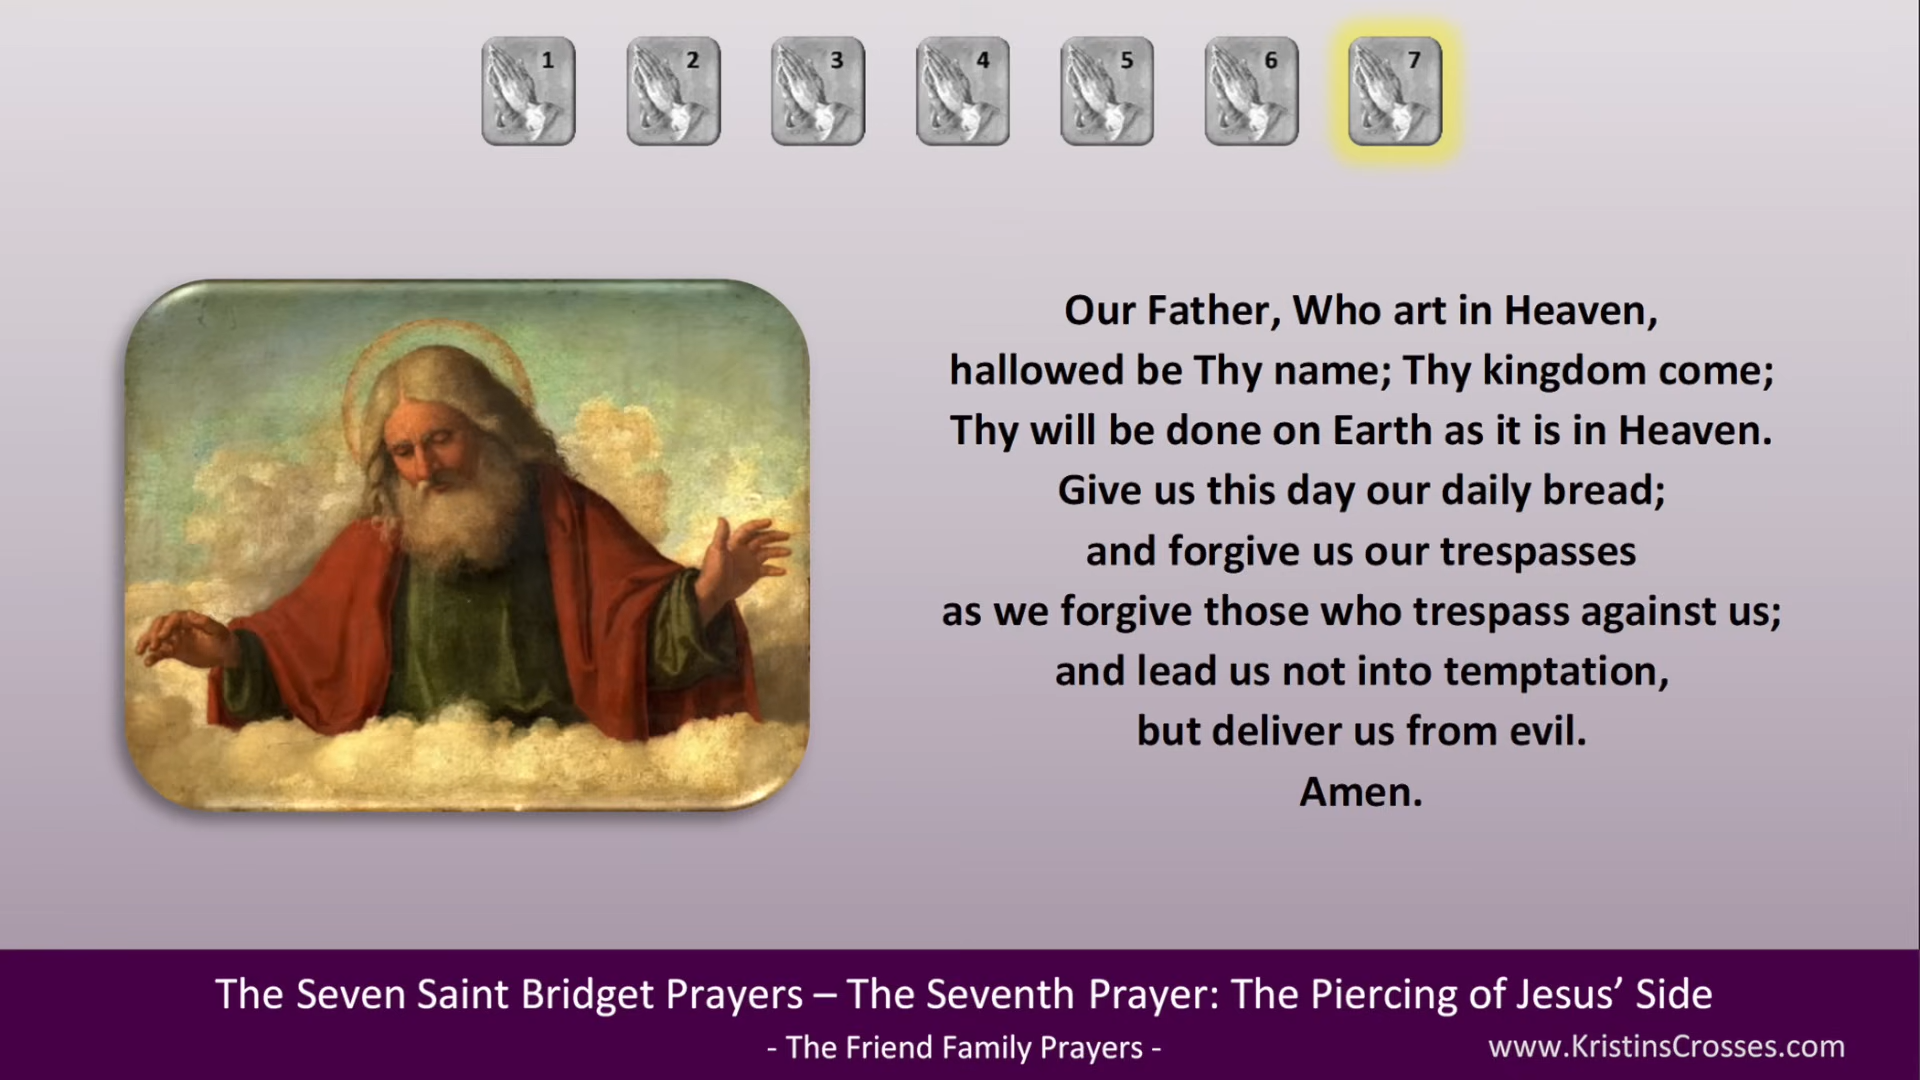 1
2
3
4
5
6
7
Our Father, Who art in Heaven,
hallowed be Thy name; Thy kingdom come;
Thy will be done on Earth as it is in Heaven.
Give us this day our daily bread;
and forgive us our trespasses
as we forgive those who trespass against us;
and lead us not into temptation,
but deliver us from evil.
Amen.
The Seven Saint Bridget Prayers – The Seventh Prayer: The Piercing of Jesus’ Side
- The Friend Family Prayers -
www.KristinsCrosses.com